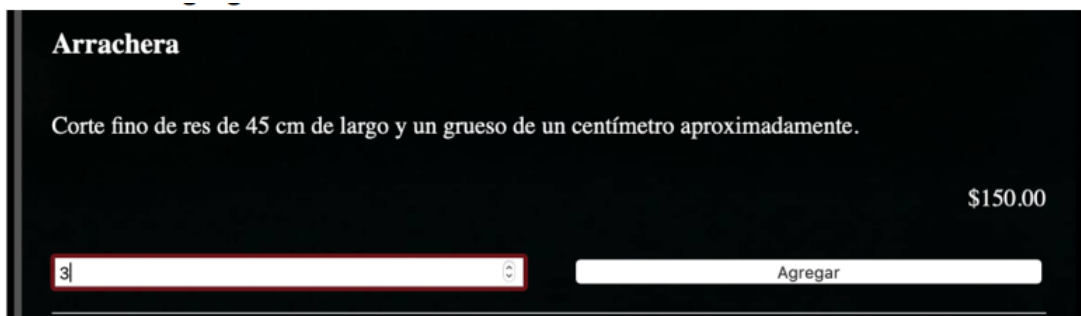 Arrachera
Corte fino de res de 45 cm de largo y un grueso de un centímetro aproximadamente.
$150.00
3
Agregar